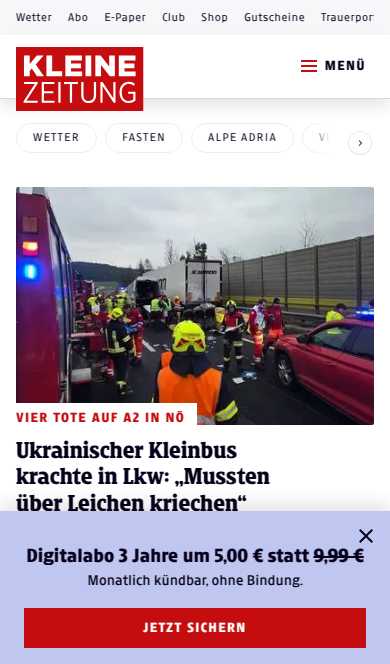 Wetter Abo E-Paper Club Shop Gutscheine Trauerpor
KLEINE
ZEITUNG
MENÜ
WETTER FASTEN ALPE ADRIA
VIER TOTE AUF A2 IN NÖ
Ukrainischer Kleinbus
krachte in Lkw: „Mussten
über Leichen kriechen“
Digitalabo 3 Jahre um 5,00 € statt 9,99 €
Monatlich kündbar, ohne Bindung.
JETZT SICHERN